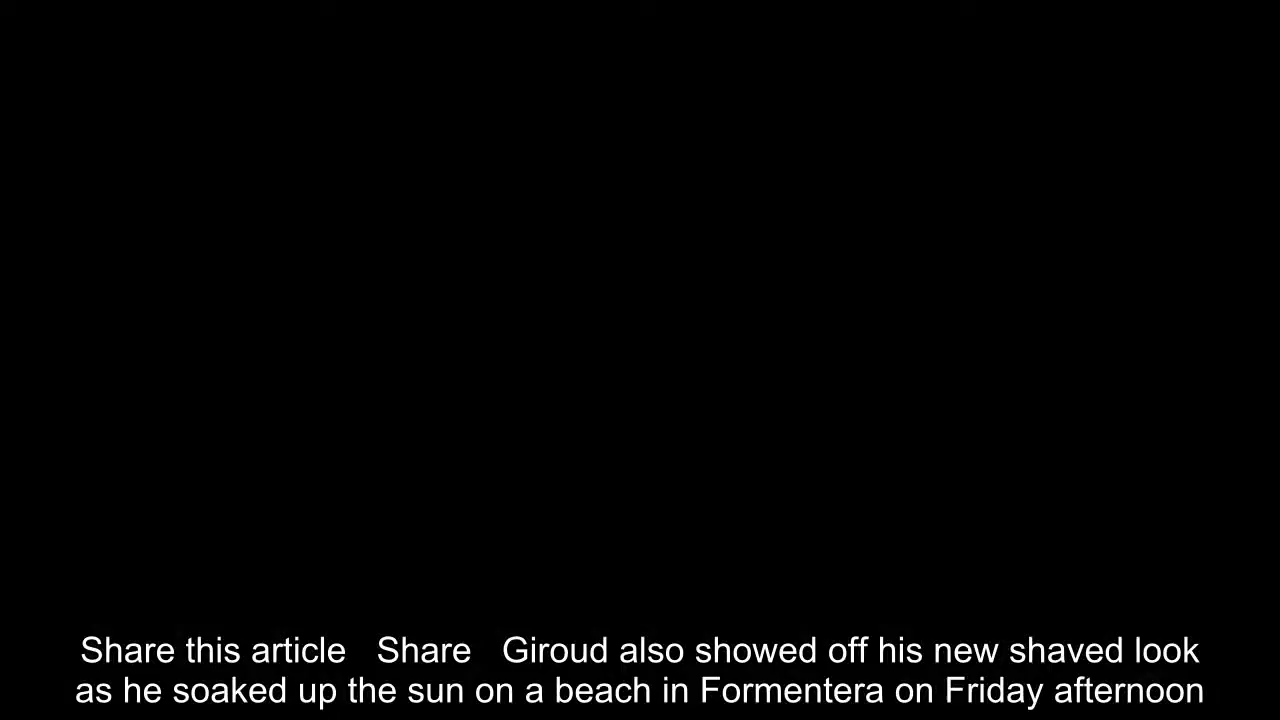 Share this article   Share   Giroud also showed off his new shaved look
as he soaked up the sun on a beach in Formentera on Friday afternoon